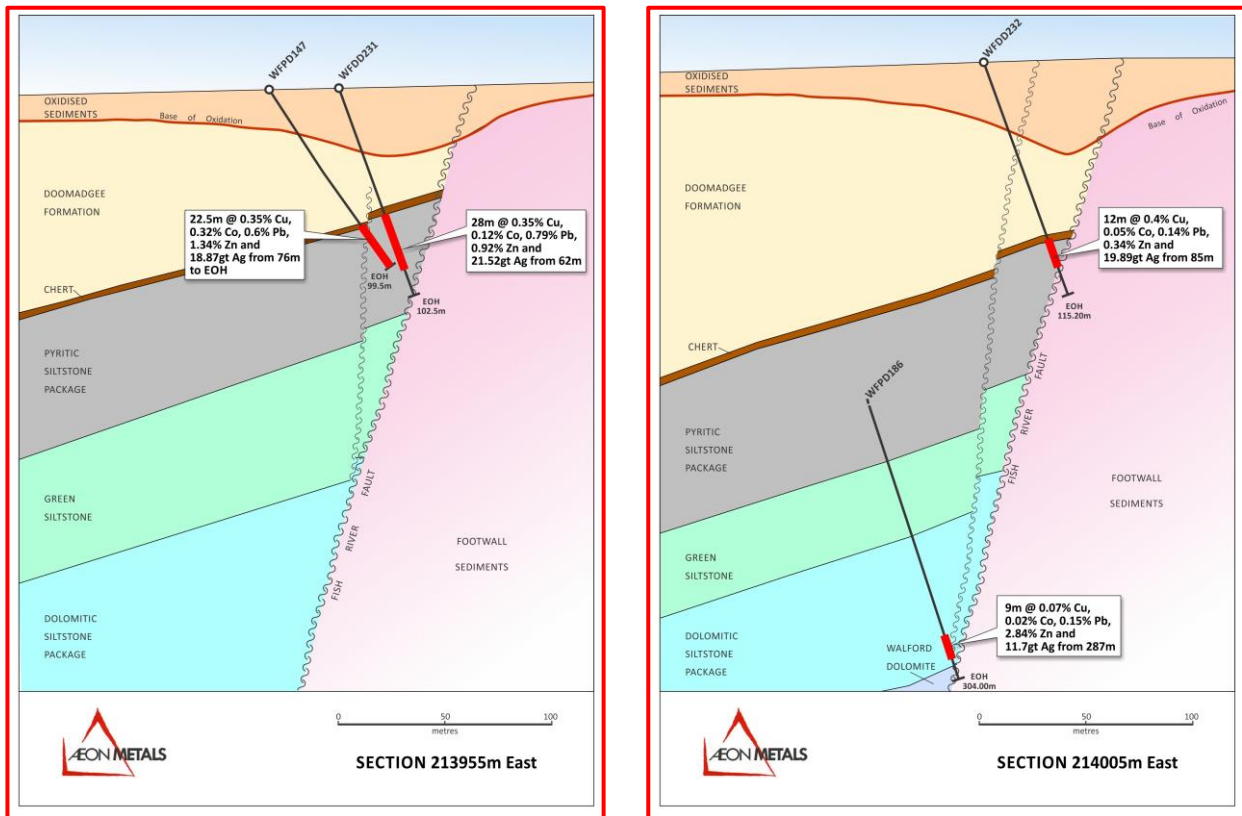 WFPD147
WFDD231
OXIDISED
SEDIMENTS
Base of Oxidation
DOOMADGEE
FORMATION
22.5m @ 0.35% Cu,
0.32% Co, 0.6% Pb,
1.34% Zn and
18.87gt Ag from 76m
to EOH
28m @ 0.35% Cu,
0.12% Co, 0.79% Pb,
0.92% Zn and
21.52gt Ag from 62m
EOH
99.5m
EOH
102.5m
CHERT
PYRITIC
SILTSTONE
PACKAGE
GREEN
SILTSTONE
FISH RIVER FAULT
FOOTWALL
SEDIMENTS
DOLOMITIC
SILTSTONE
PACKAGE
0 50 100
metres
ÆON METALS
SECTION 213955m East
WFDD232
OXIDISED
SEDIMENTS
Base of Oxidation
DOOMADGEE
FORMATION
12m @ 0.4% Cu,
0.05% Co, 0.14% Pb,
0.34% Zn and
19.89gt Ag from 85m
EOH
115.20m
CHERT
WFPD186
PYRITIC
SILTSTONE
PACKAGE
FISH RIVER FAULT
FOOTWALL
SEDIMENTS
GREEN
SILTSTONE
9m @ 0.07% Cu,
0.02% Co, 0.15% Pb,
2.84% Zn and
11.7gt Ag from 287m
DOLOMITIC
SILTSTONE
PACKAGE
WALFORD
DOLOMITE
EOH
304.00m
0 50 100
metres
ÆON METALS
SECTION 214005m East